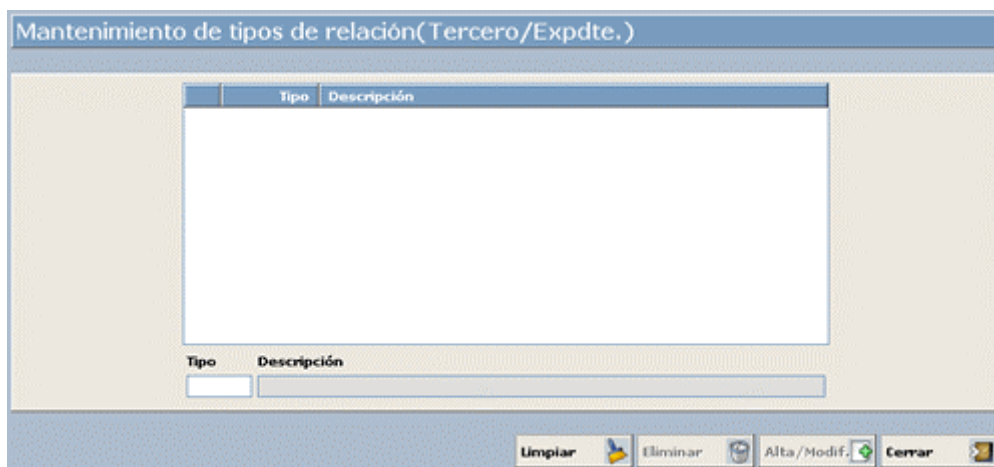 Mantenimiento de tipos de relación(Tercero/Expdte.)
Tipo Descripción
Tipo Descripción
Limpiar Eliminar Alta/Modif. Cerrar